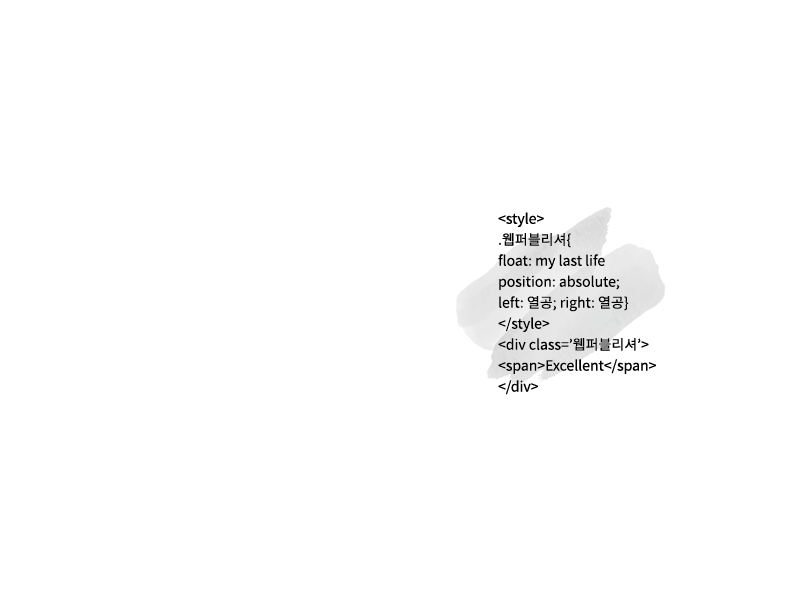 <style>
.웹퍼블리셔{
float: my last life
position: absolute;
left: 열공; right: 열공}
</style>
<div class=’웹퍼블리셔’>
<span>Excellent</span>
</div>